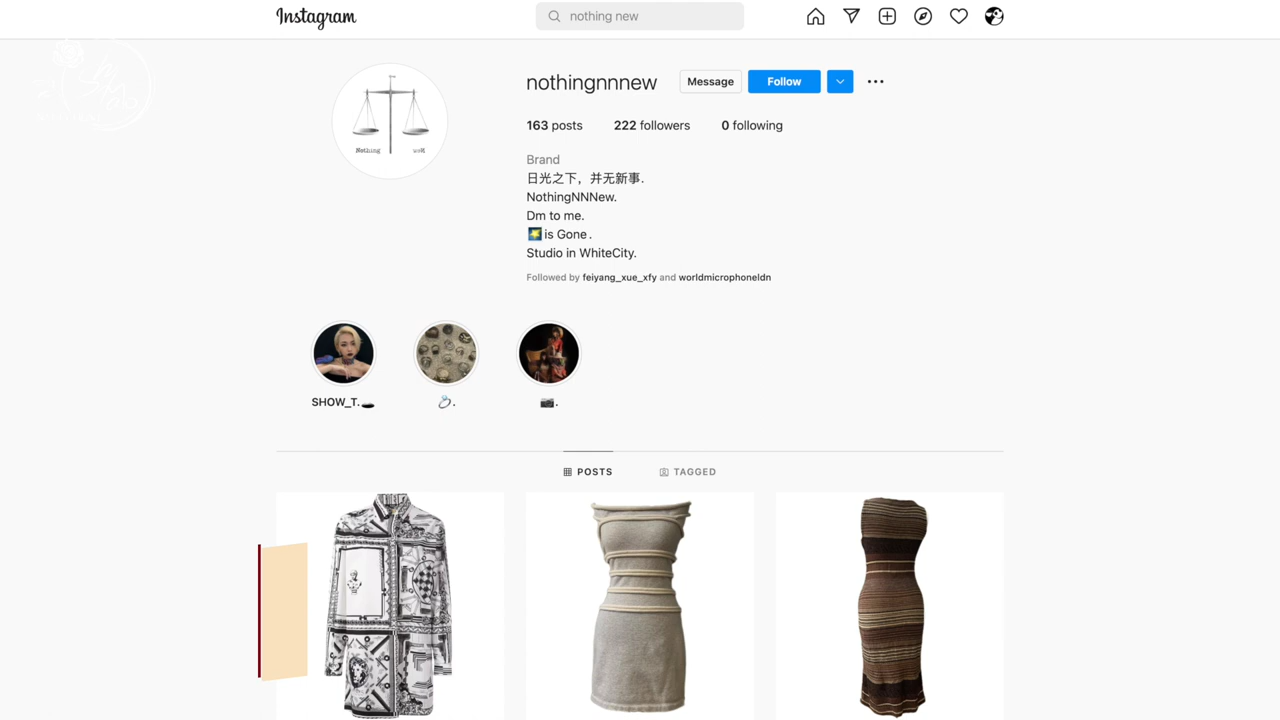 Instagram
nothing new
nothingnnnew
Message
Follow
163 posts
222 followers
0 following
Brand
日光之下，并无新事.
NothingNNNew.
Dm to me.
🌠 is Gone.
Studio in WhiteCity.
Followed by feiyang_xue_xfy and worldmicrophoneldn
Nothing
SHOW_T.🕳️
💍.
📷.
POSTS
TAGGED